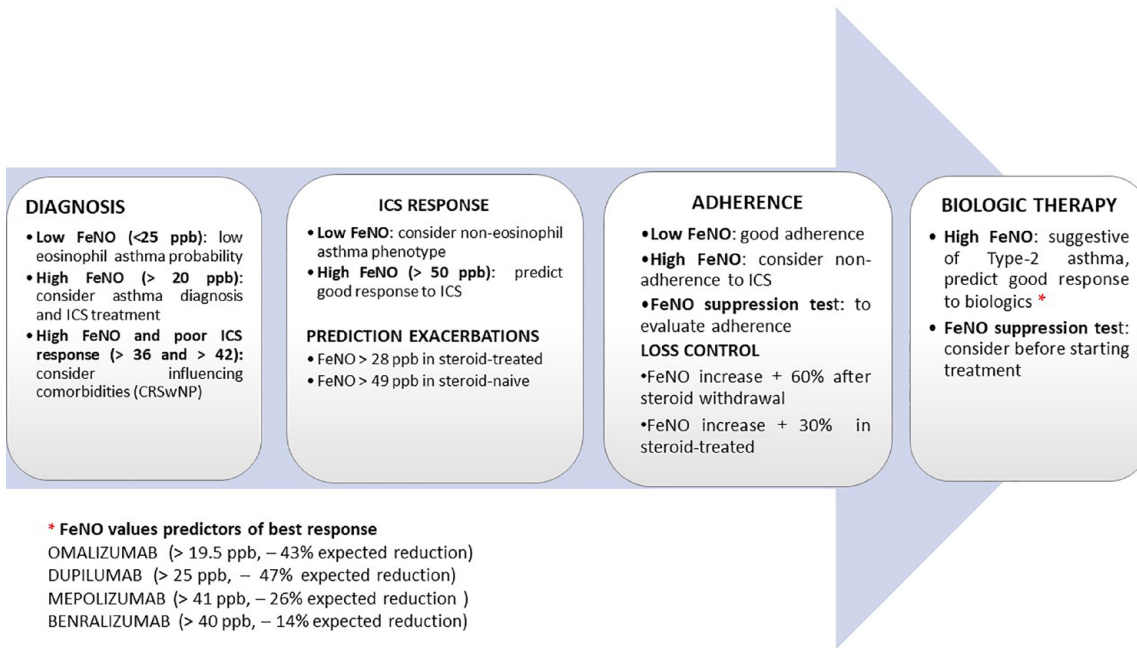 DIAGNOSIS
•Low FeNO (<25 ppb): low
eosinophil asthma probability
•High FeNO (> 20 ppb):
consider asthma diagnosis
and ICS treatment
•High FeNO and poor ICS
response (> 36 and > 42):
consider influencing
comorbidities (CRSwNP)
ICS RESPONSE
•Low FeNO: consider non-eosinophil
asthma phenotype
•High FeNO (> 50 ppb): predict
good response to ICS
PREDICTION EXACERBATIONS
•FeNO > 28 ppb in steroid-treated
•FeNO > 49 ppb in steroid-naive
ADHERENCE
•Low FeNO: good adherence
•High FeNO: consider non-
adherence to ICS
•FeNO suppression test: to
evaluate adherence
LOSS CONTROL
•FeNO increase + 60% after
steroid withdrawal
•FeNO increase + 30% in
steroid-treated
BIOLOGIC THERAPY
• High FeNO: suggestive
of Type-2 asthma,
predict good response
to biologics *
• FeNO suppression test:
consider before starting
treatment
* FeNO values predictors of best response
OMALIZUMAB (> 19.5 ppb, – 43% expected reduction)
DUPILUMAB (> 25 ppb, – 47% expected reduction)
MEPOLIZUMAB (> 41 ppb, – 26% expected reduction )
BENRALIZUMAB (> 40 ppb, – 14% expected reduction)